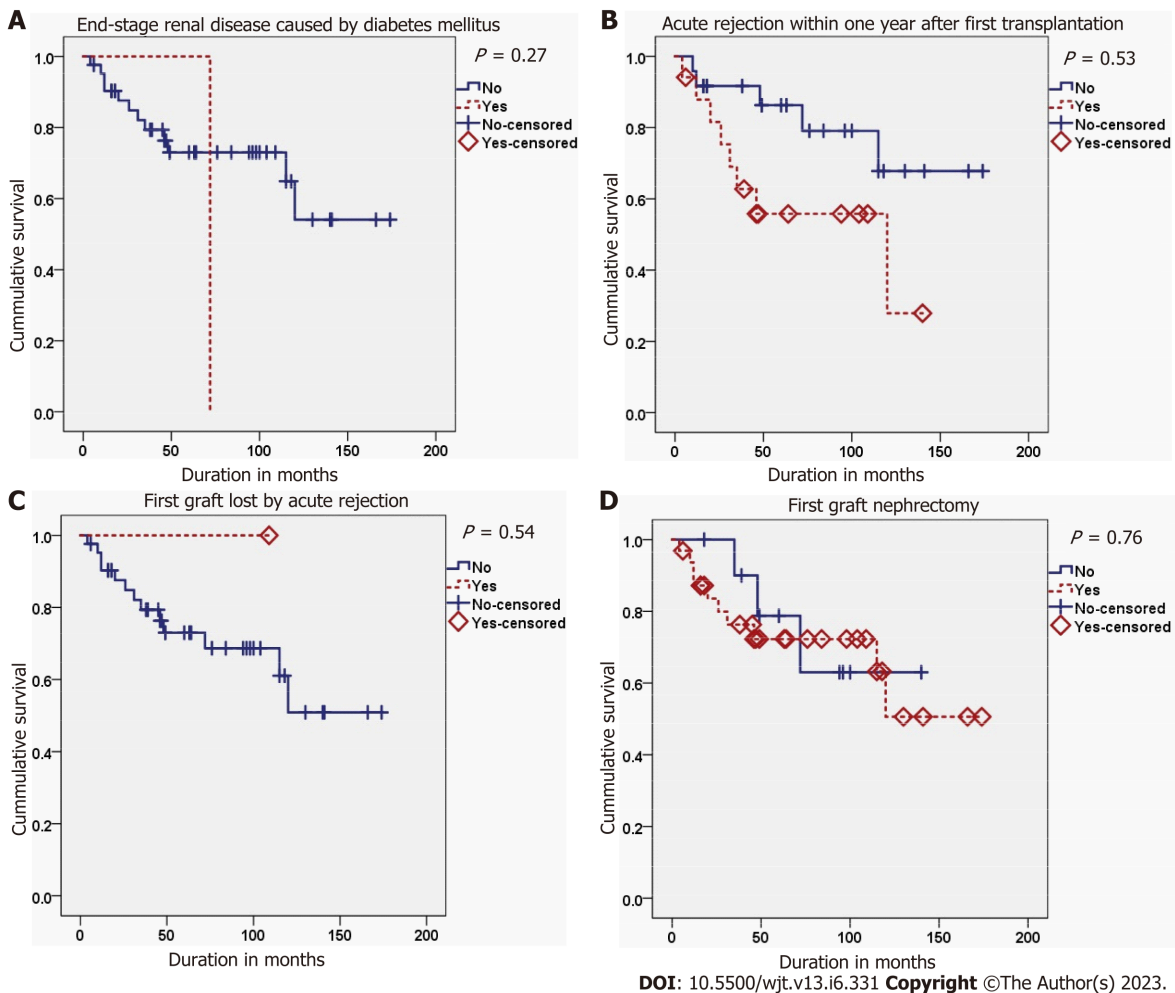 A
End-stage renal disease caused by diabetes mellitus
P = 0.27
No
Yes
No-censored
Yes-censored
1.0
0.8
0.6
0.4
0.2
0.0
Cummulative survival
0 50 100 150 200
Duration in months
B
Acute rejection within one year after first transplantation
P = 0.53
No
Yes
No-censored
Yes-censored
1.0
0.8
0.6
0.4
0.2
0.0
Cummulative survival
0 50 100 150 200
Duration in months
C
First graft lost by acute rejection
P = 0.54
No
Yes
No-censored
Yes-censored
1.0
0.8
0.6
0.4
0.2
0.0
Cummulative survival
0 50 100 150 200
Duration in months
D
First graft nephrectomy
P = 0.76
No
Yes
No-censored
Yes-censored
1.0
0.8
0.6
0.4
0.2
0.0
Cummulative survival
0 50 100 150 200
Duration in months
DOI: 10.5500/wjt.v13.i6.331 Copyright ©The Author(s) 2023.